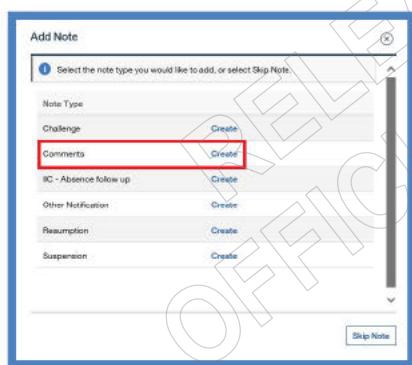 Add Note
Select the note type you would like to add, or select Skip Note.
Note Type
Challenge Create
Comments Create
IIC - Absence follow up Create
Other Notification Create
Resumption Create
Suspension Create
Skip Note